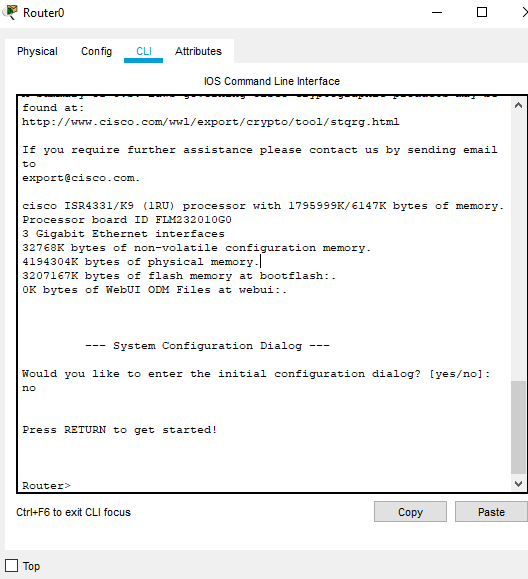 Router0
Physical Config CLI Attributes
IOS Command Line Interface
found at:
http://www.cisco.com/wwl/export/crypto/tool/stqrg.html
If you require further assistance please contact us by sending email
to
export@cisco.com.
cisco ISR4331/K9 (1RU) processor with 1795999K/6147K bytes of memory.
Processor board ID FLM232010G0
3 Gigabit Ethernet interfaces
32768K bytes of non-volatile configuration memory.
4194304K bytes of physical memory.
3207167K bytes of flash memory at bootflash:.
0K bytes of WebUI ODM Files at webui:.
--- System Configuration Dialog ---
Would you like to enter the initial configuration dialog? [yes/no]:
no
Press RETURN to get started!
Router>
Ctrl+F6 to exit CLI focus
Copy Paste
Top